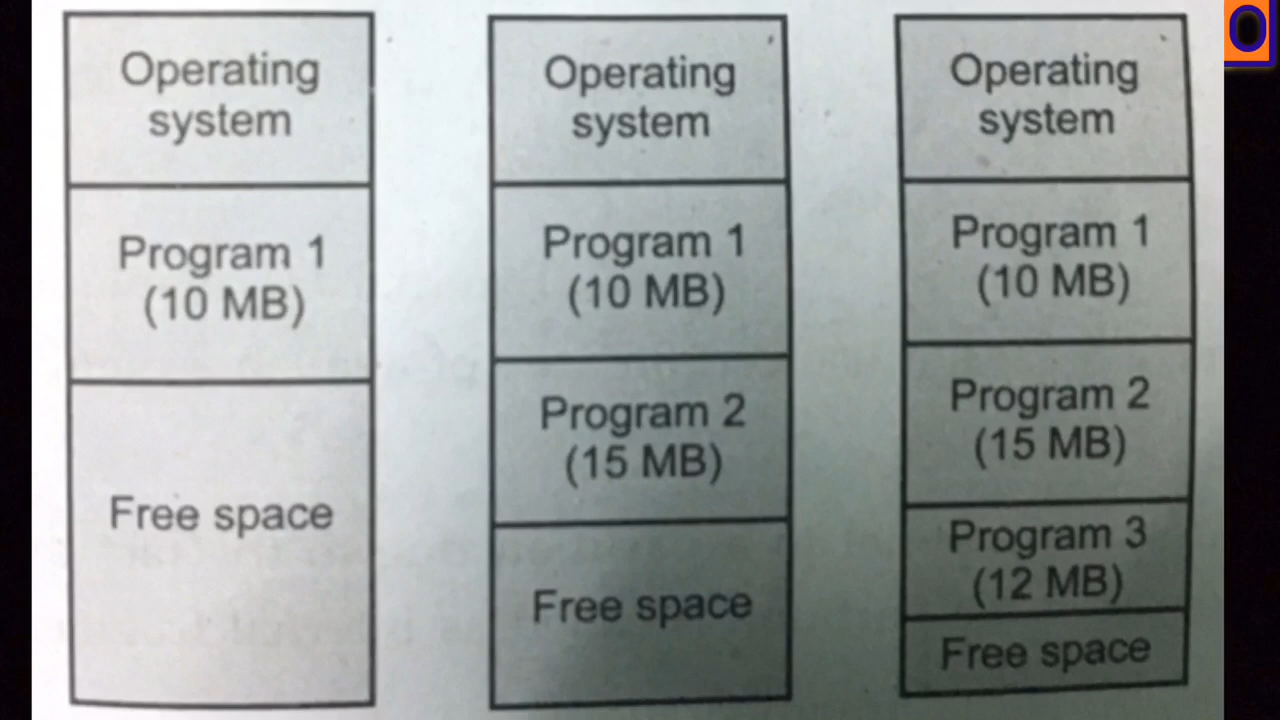 Operating
system
Program 1
(10 MB)
Free space
Operating
system
Program 1
(10 MB)
Program 2
(15 MB)
Free space
Operating
system
Program 1
(10 MB)
Program 2
(15 MB)
Program 3
(12 MB)
Free space
O